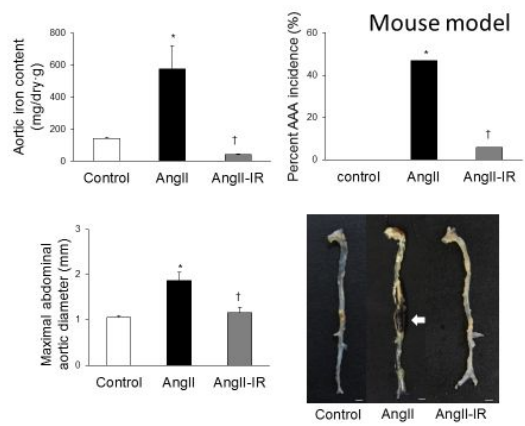 Mouse model
Aortic iron content
(mg/dry·g)
800
600
400
200
0
*
†
Control AngII AngII-IR
Percent AAA incidence (%)
60
40
20
0
*
†
control AngII AngII-IR
Maximal abdominal
aortic diameter (mm)
3
2
1
0
*
†
Control AngII AngII-IR
Control AngII AngII-IR